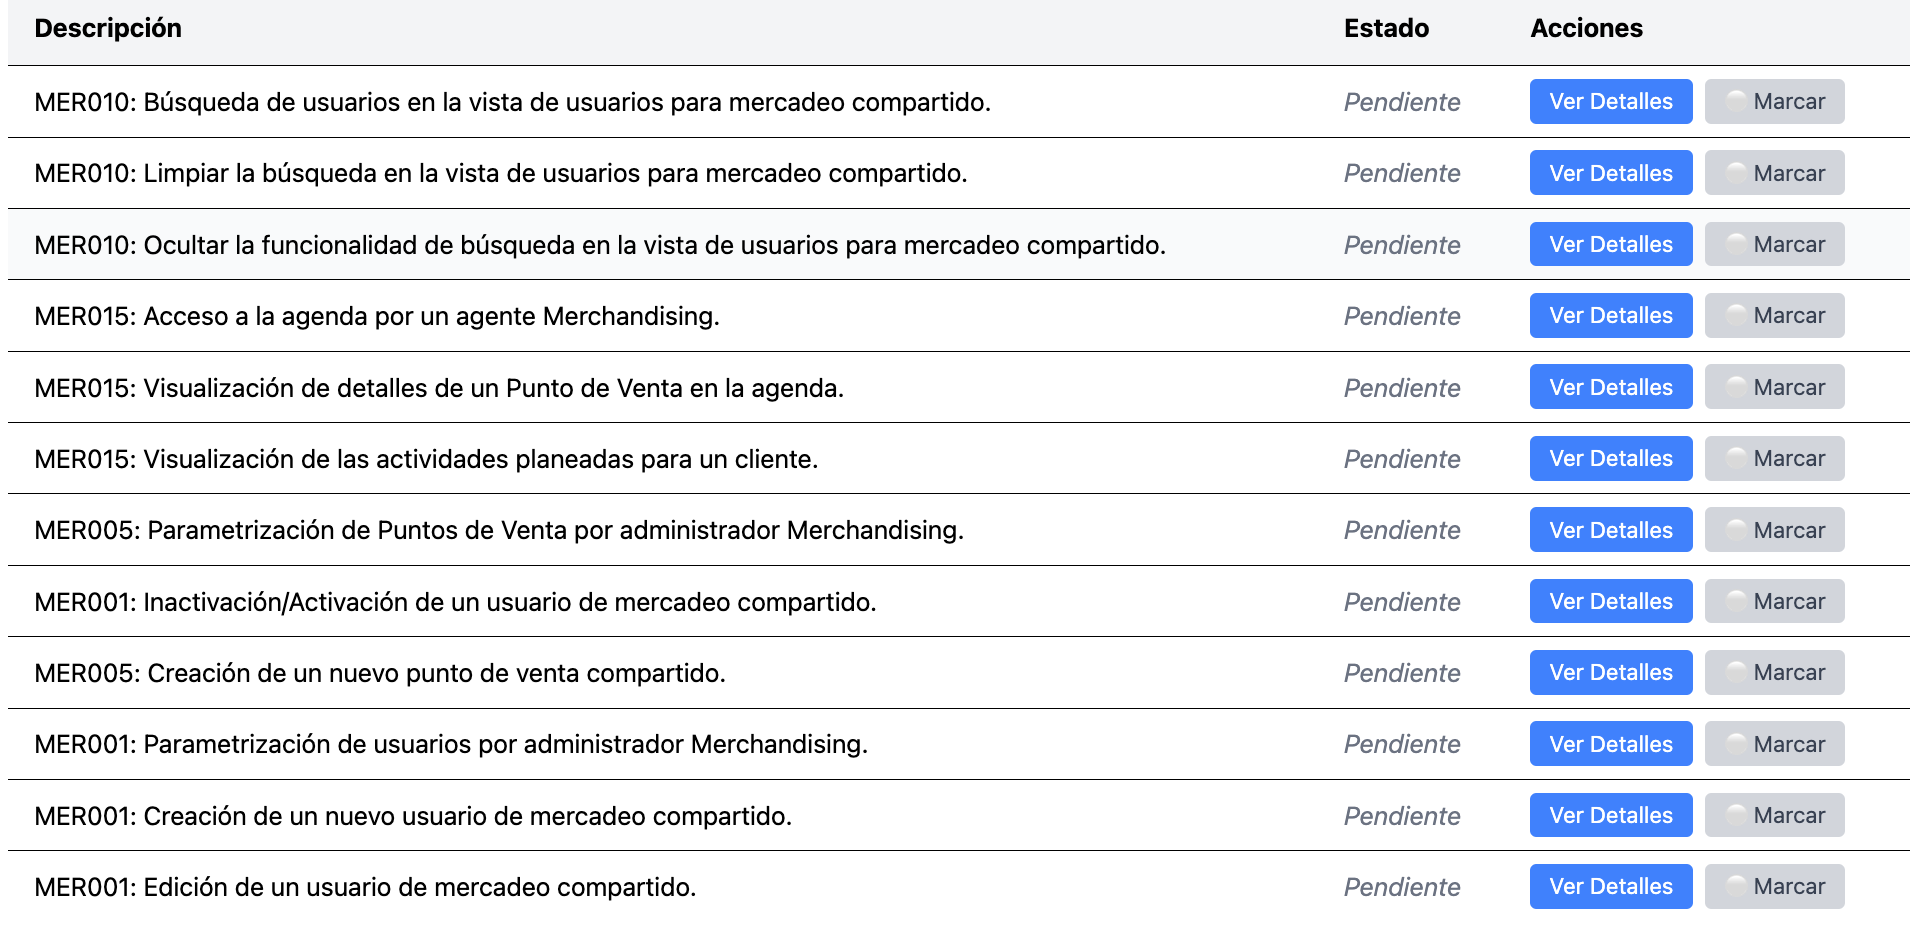 Descripción Estado Acciones
MER010: Búsqueda de usuarios en la vista de usuarios para mercadeo compartido. Pendiente Ver Detalles Marcar
MER010: Limpiar la búsqueda en la vista de usuarios para mercadeo compartido. Pendiente Ver Detalles Marcar
MER010: Ocultar la funcionalidad de búsqueda en la vista de usuarios para mercadeo compartido. Pendiente Ver Detalles Marcar
MER015: Acceso a la agenda por un agente Merchandising. Pendiente Ver Detalles Marcar
MER015: Visualización de detalles de un Punto de Venta en la agenda. Pendiente Ver Detalles Marcar
MER015: Visualización de las actividades planeadas para un cliente. Pendiente Ver Detalles Marcar
MER005: Parametrización de Puntos de Venta por administrador Merchandising. Pendiente Ver Detalles Marcar
MER001: Inactivación/Activación de un usuario de mercadeo compartido. Pendiente Ver Detalles Marcar
MER005: Creación de un nuevo punto de venta compartido. Pendiente Ver Detalles Marcar
MER001: Parametrización de usuarios por administrador Merchandising. Pendiente Ver Detalles Marcar
MER001: Creación de un nuevo usuario de mercadeo compartido. Pendiente Ver Detalles Marcar
MER001: Edición de un usuario de mercadeo compartido. Pendiente Ver Detalles Marcar